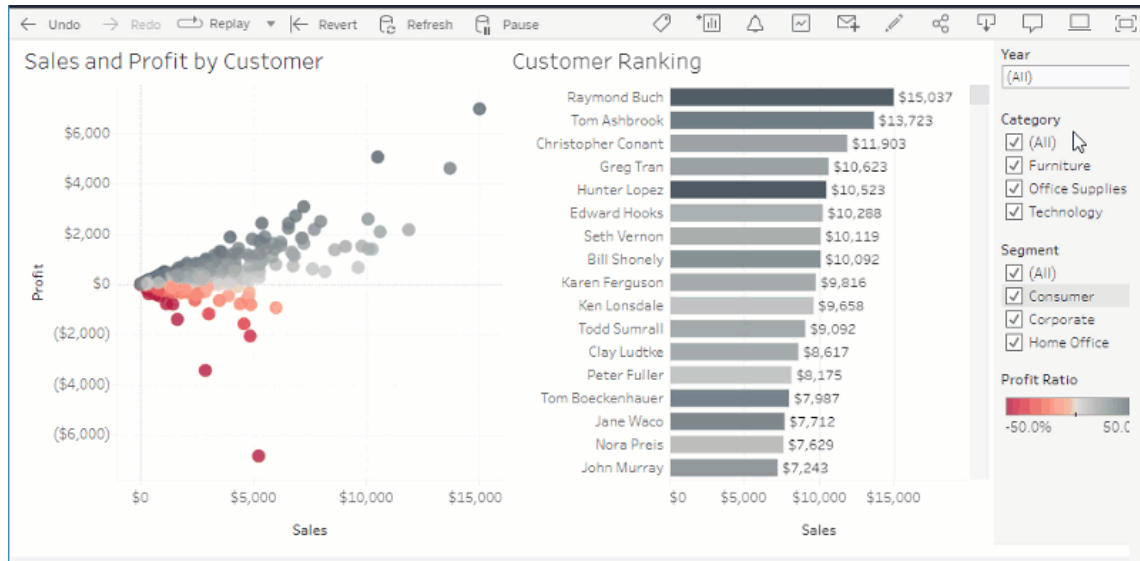 Undo Redo Replay Revert Refresh Pause
Sales and Profit by Customer
$6,000
$4,000
$2,000
$0
($2,000)
($4,000)
($6,000)
Profit
$0 $5,000 $10,000 $15,000
Sales
Customer Ranking
Raymond Buch $15,037
Tom Ashbrook $13,723
Christopher Conant $11,903
Greg Tran $10,623
Hunter Lopez $10,523
Edward Hooks $10,288
Seth Vernon $10,119
Bill Shonely $10,092
Karen Ferguson $9,816
Ken Lonsdale $9,658
Todd Sumrall $9,092
Clay Ludtke $8,617
Peter Fuller $8,175
Tom Boeckenhauer $7,987
Jane Waco $7,712
Nora Preis $7,629
John Murray $7,243
$0 $5,000 $10,000 $15,000
Sales
Year
(All)
Category
(All)
Furniture
Office Supplies
Technology
Segment
(All)
Consumer
Corporate
Home Office
Profit Ratio
-50.0% 50.0